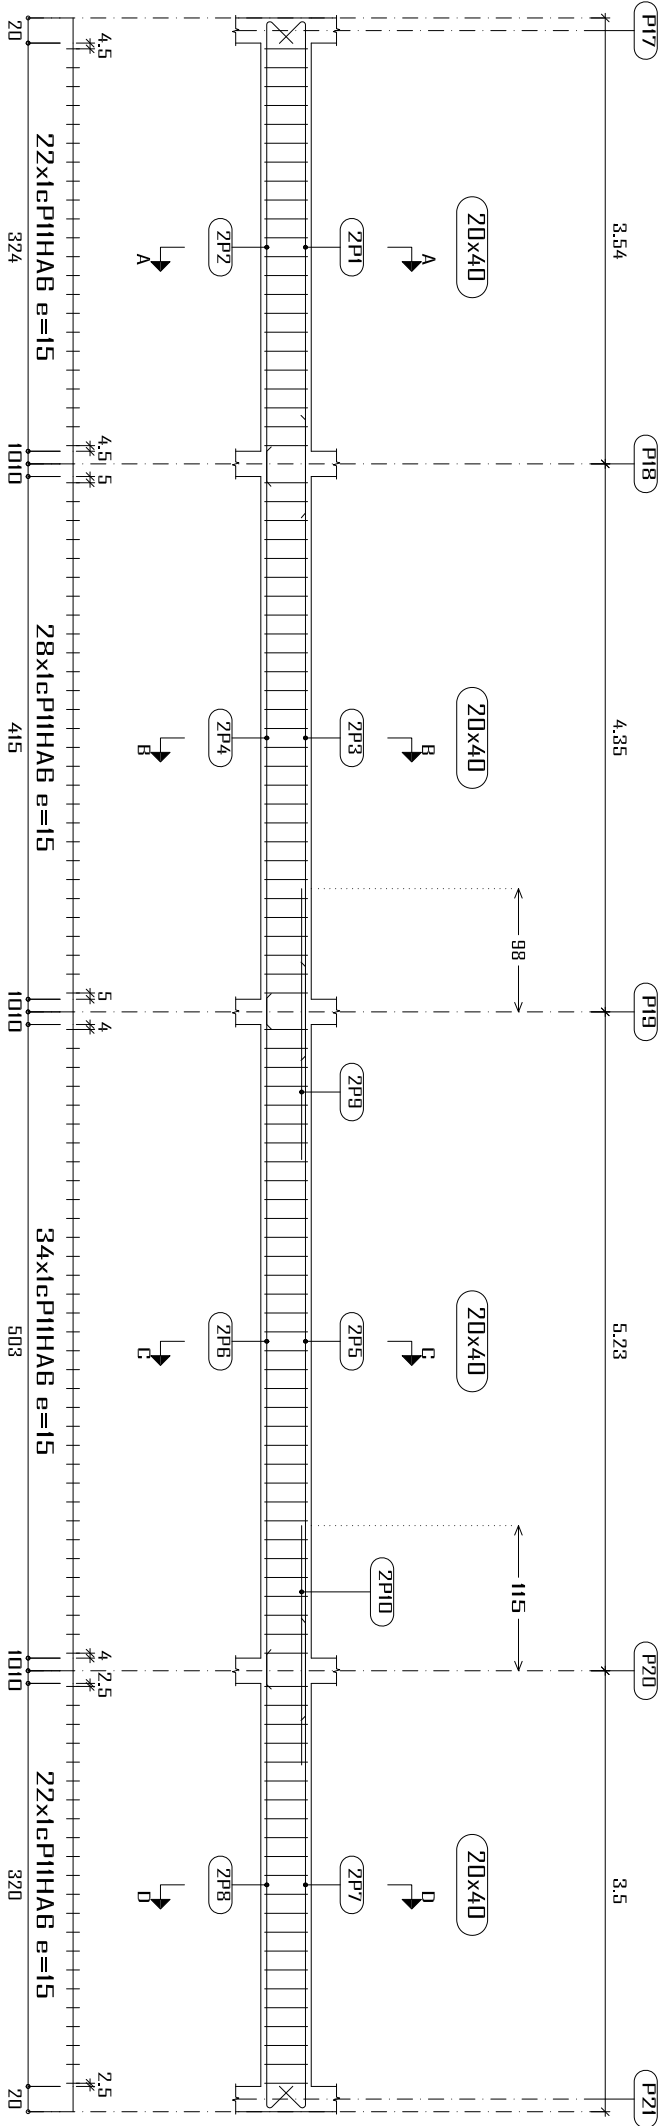 P17 P18 P19 P20 P21
3.54 4.35 5.23 3.5
98 115
20x40 20x40 20x40 20x40
A B C D
2P1 2P3 2P9 2P5 2P10 2P7
2P2 2P4 2P6 2P8
A B C D
4.5 4.5 5 5 4 4 2.5 2.5
22x1cP11HA6 e=15 28x1cP11HA6 e=15 34x1cP11HA6 e=15 22x1cP11HA6 e=15
20 324 1010 415 1010 503 1010 320 20